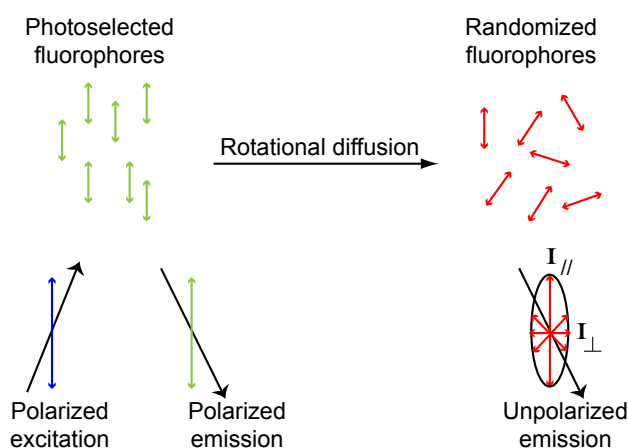 Photoselected
fluorophores
Randomized
fluorophores
Rotational diffusion
I //
I⊥
Polarized
excitation
Polarized
emission
Unpolarized
emission